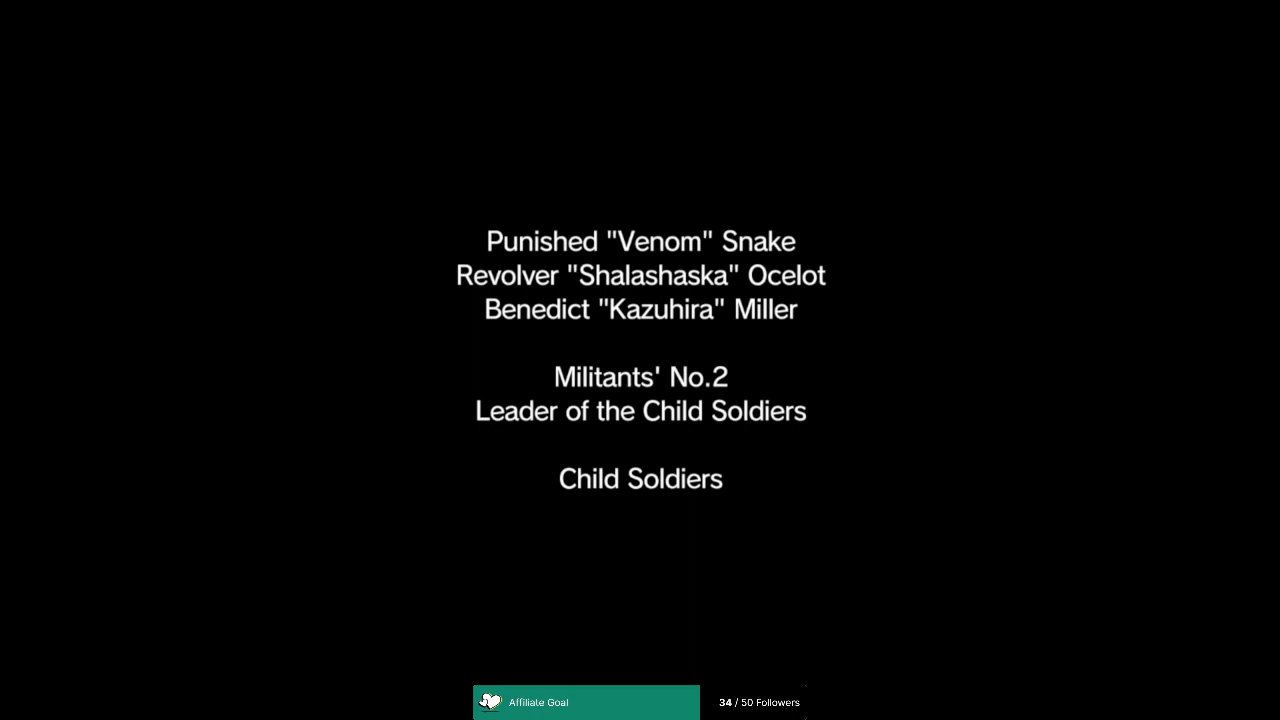 Punished "Venom" Snake
Revolver "Shalashaska" Ocelot
Benedict "Kazuhira" Miller
Militants' No.2
Leader of the Child Soldiers
Child Soldiers
Affiliate Goal
34 / 50 Followers